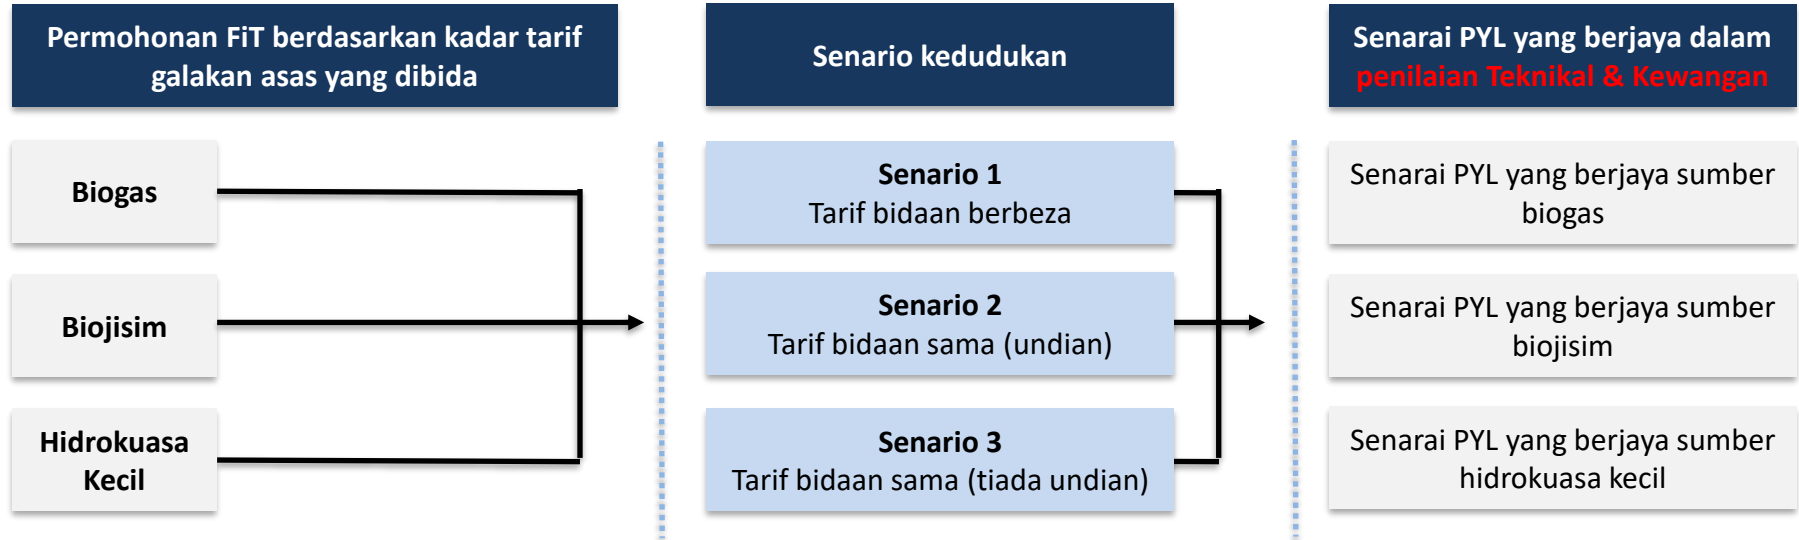 Permohonan FiT berdasarkan kadar tarif
galakan asas yang dibida
Senario kedudukan
Senarai PYL yang berjaya dalam
penilaian Teknikal & Kewangan
Biogas
Senario 1
Tarif bidaan berbeza
Senarai PYL yang berjaya sumber
biogas
Biojisim
Senario 2
Tarif bidaan sama (undian)
Senarai PYL yang berjaya sumber
biojisim
Hidrokuasa
Kecil
Senario 3
Tarif bidaan sama (tiada undian)
Senarai PYL yang berjaya sumber
hidrokuasa kecil